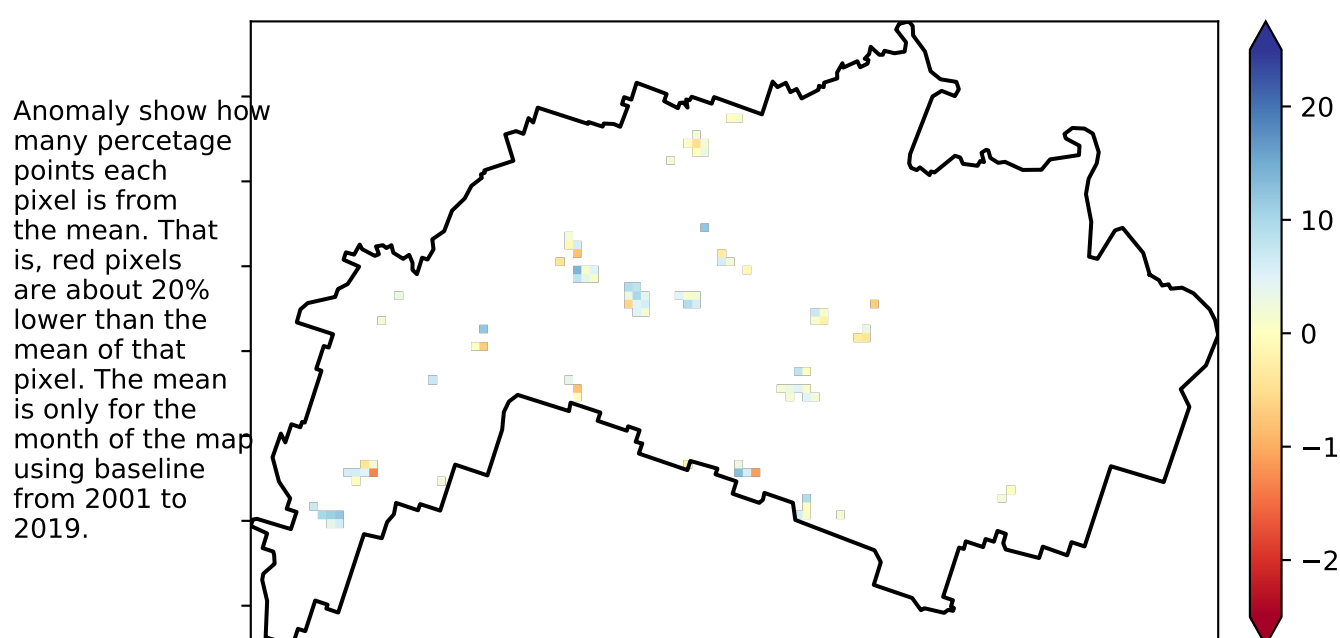 Anomaly show how
many percetage
points each
pixel is from
the mean. That
is, red pixels
are about 20%
lower than the
mean of that
pixel. The mean
is only for the
month of the map
using baseline
from 2001 to
2019.
20
10
0
−1
−2